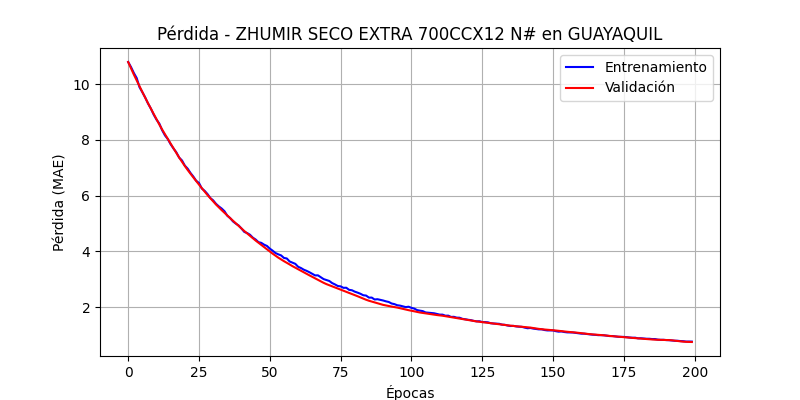 Pérdida - ZHUMIR SECO EXTRA 700CCX12 N# en GUAYAQUIL
Entrenamiento
Validación
Pérdida (MAE)
10
8
6
4
2
0 25 50 75 100 125 150 175 200
Épocas